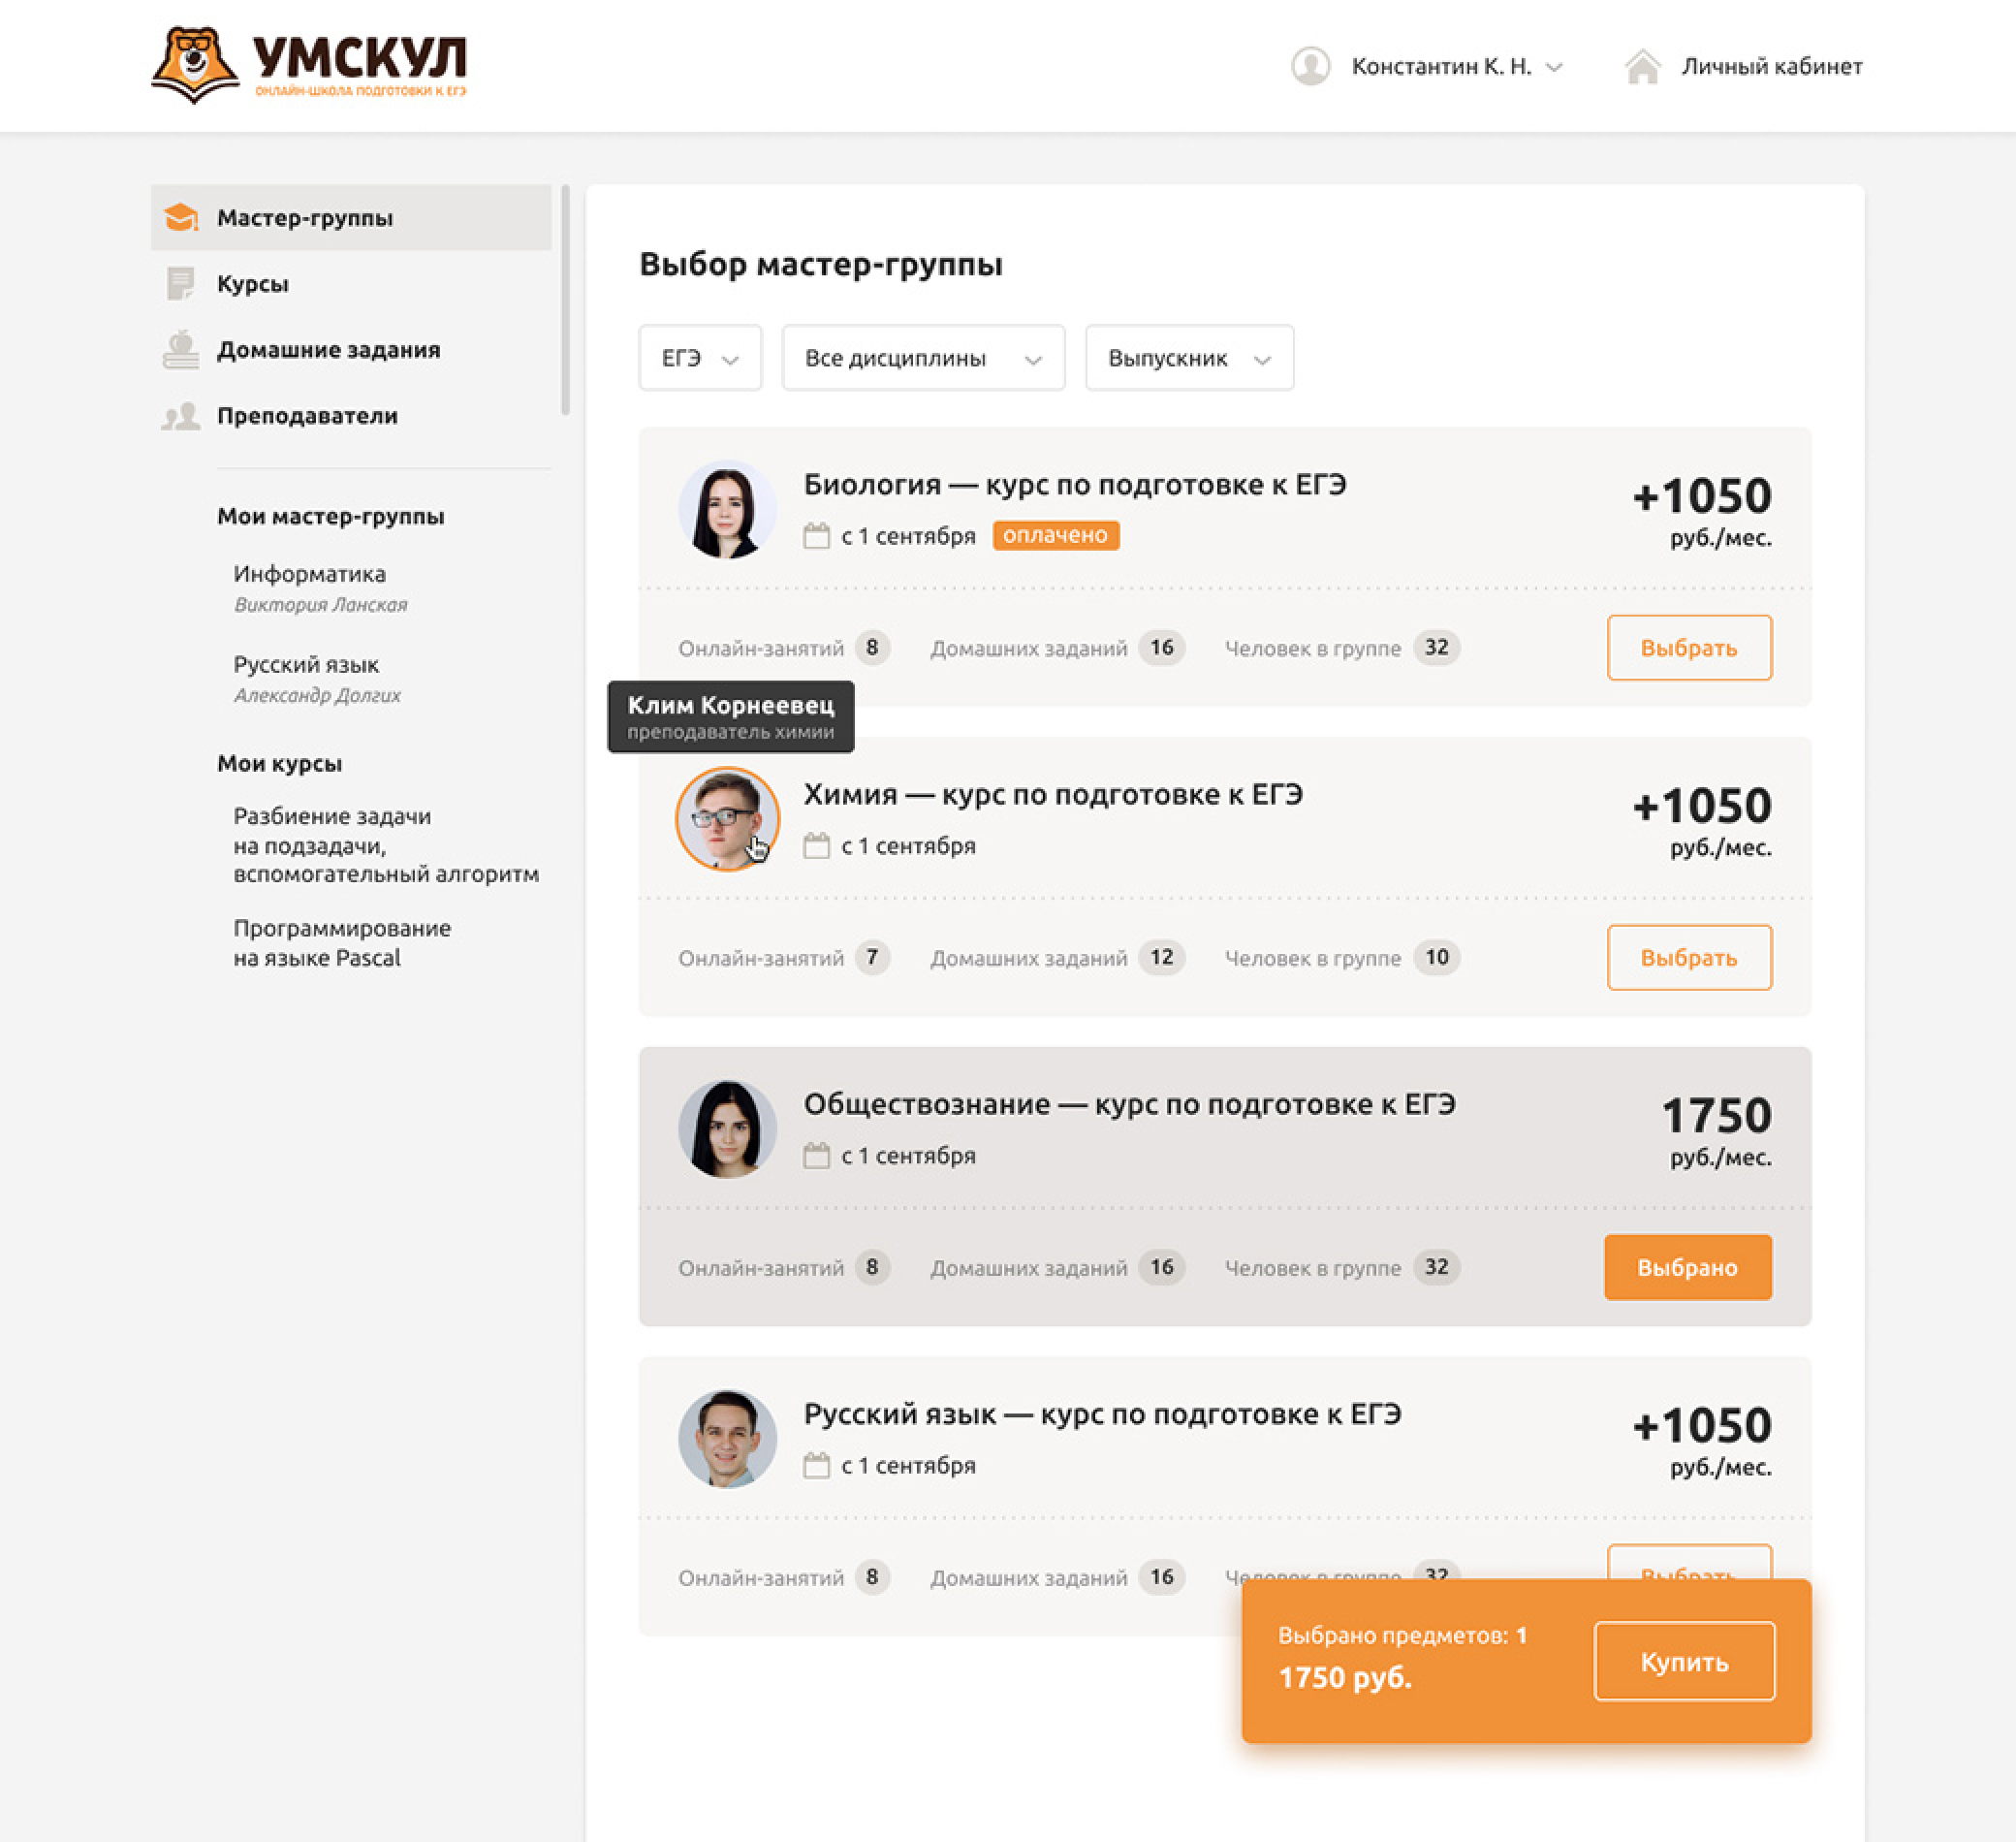 УМСКУЛ
ОНЛАЙН-ШКОЛА ПОДГОТОВКИ К ЕГЭ
Константин К. Н.
Личный кабинет
Мастер-группы
Курсы
Домашние задания
Преподаватели
Мои мастер-группы
Информатика
Виктория Ланская
Русский язык
Александр Долгих
Мои курсы
Разбиение задачи
на подзадачи,
вспомогательный алгоритм
Программирование
на языке Pascal
Выбор мастер-группы
ЕГЭ
Все дисциплины
Выпускник
Биология — курс по подготовке к ЕГЭ
с 1 сентября
оплачено
+1050
руб./мес.
Онлайн-занятий 8
Домашних заданий 16
Человек в группе 32
Выбрать
Клим Корнеевец
преподаватель химии
Химия — курс по подготовке к ЕГЭ
с 1 сентября
+1050
руб./мес.
Онлайн-занятий 7
Домашних заданий 12
Человек в группе 10
Выбрать
Обществознание — курс по подготовке к ЕГЭ
с 1 сентября
1750
руб./мес.
Онлайн-занятий 8
Домашних заданий 16
Человек в группе 32
Выбрано
Русский язык — курс по подготовке к ЕГЭ
с 1 сентября
+1050
руб./мес.
Онлайн-занятий 8
Домашних заданий 16
Человек в группе 32
Выбрать
Выбрано предметов: 1
1750 руб.
Купить